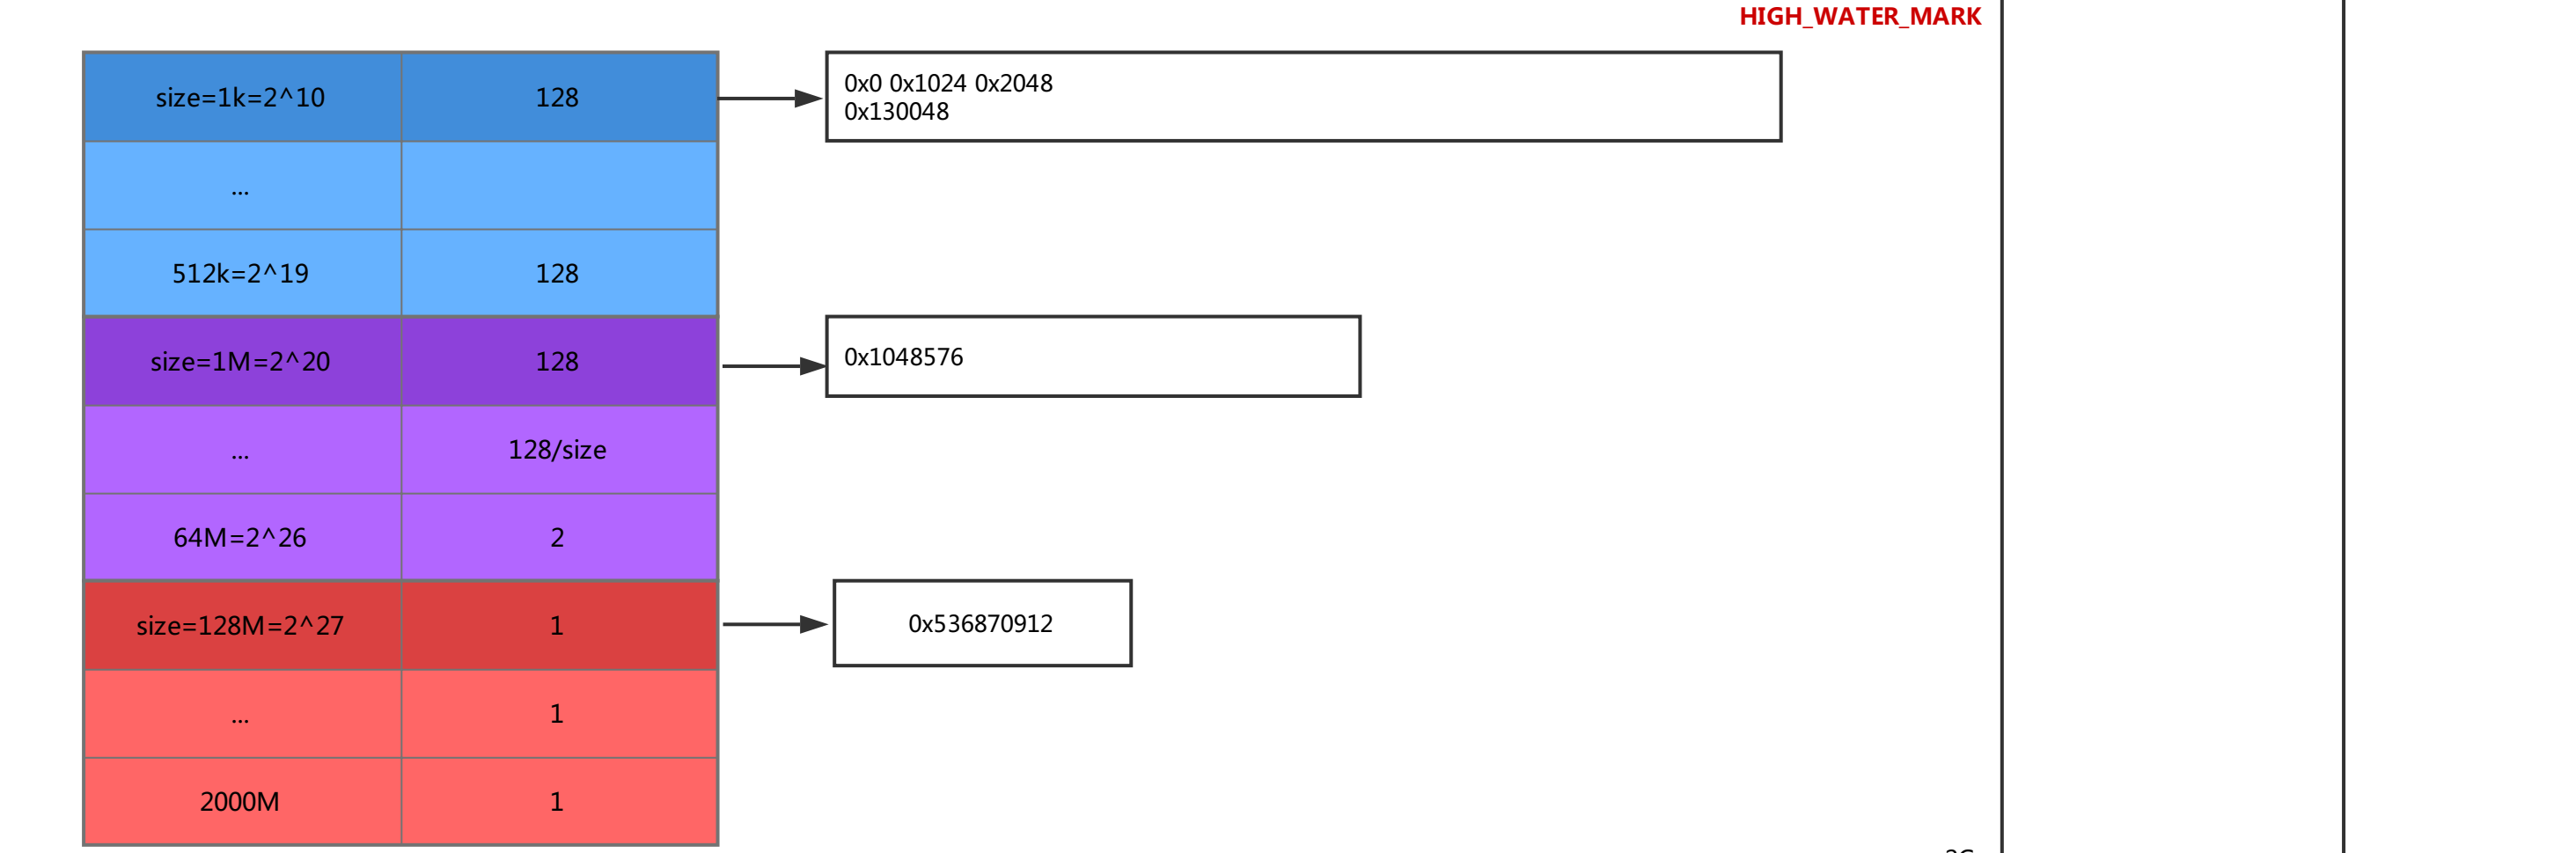 HIGH_WATER_MARK
size=1k=2^10 128
0x0 0x1024 0x2048
0x130048
...
512k=2^19 128
size=1M=2^20 128
0x1048576
... 128/size
64M=2^26 2
size=128M=2^27 1
0x536870912
... 1
2000M 1